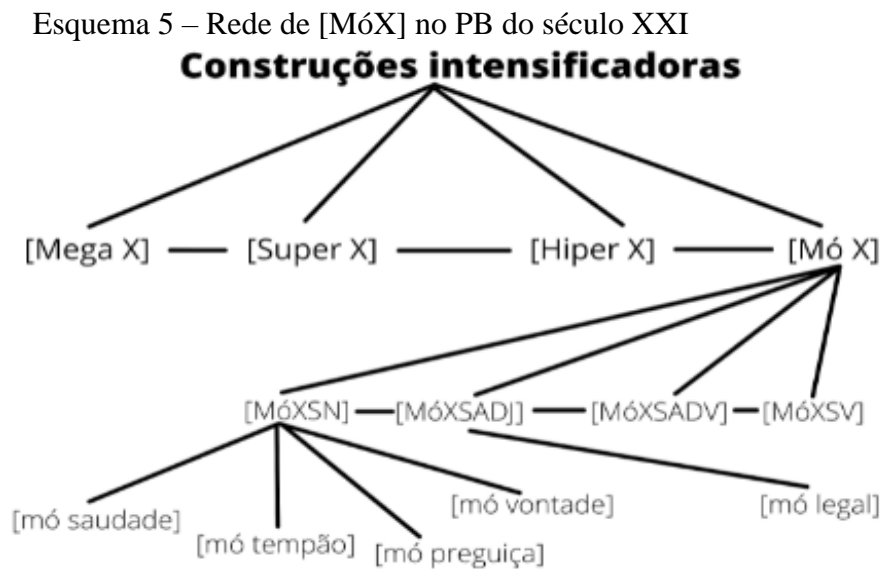 Esquema 5 – Rede de [MóX] no PB do século XXI
Construções intensificadoras
[Mega X] [Super X] [Hiper X] [Mó X]
[MóXSN] [MóXSADJ] [MóXSADV] [MóXSV]
[mó saudade] [mó tempão] [mó preguiça] [mó vontade] [mó legal]